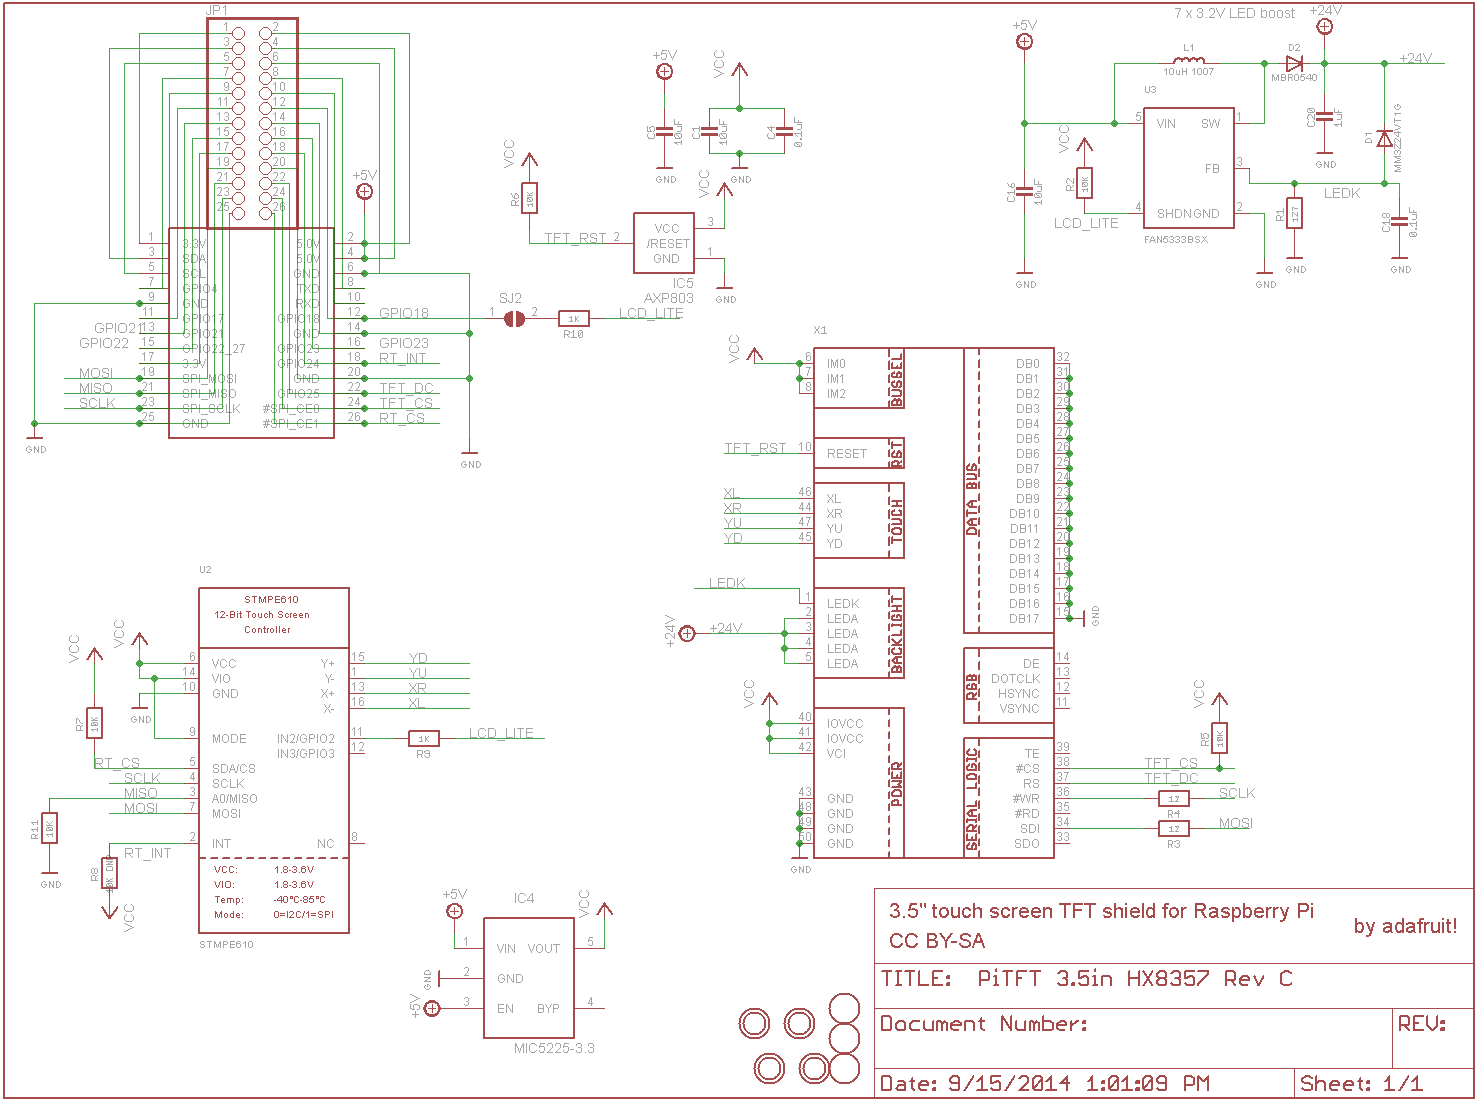 JP1
1 2
3 4
5 6
7 8
9 10
11 12
13 14
15 16
17 18
19 20
21 22
23 24
25 26
+5V
1 3.3V 5.0V 2
3 SDA 5.0V 4
5 SCL GND 6
7 GPIO4 TXD 8
9 GND RXD 10
11 GPIO17 GPIO18 12 GPIO18
GPIO21 13 GPIO21 GND 14
GPIO22 15 GPIO22_27 GPIO23 16 GPIO23
17 3.3V GPIO24 18 RT_INT
MOSI 19 SPI_MOSI GND 20
MISO 21 SPI_MISO GPIO25 22 TFT_DC
SCLK 23 SPI_SCLK #SPI_CE0 24 TFT_CS
25 GND #SPI_CE1 26 RT_CS
GND
GND
SJ2
1 2
1K
R10
LCD_LITE
VCC
R6
10K
TFT_RST 2
VCC 3
/RESET
GND 1
IC5
AXP803
VCC
GND
+5V
C5
10uF
GND
VCC
C1
10uF
C4
0.1uF
GND
7 x 3.2V LED boost
+5V
+24V
L1
10uH 1007
D2
MBR0540
+24V
U3
5 VIN SW 1
FB 3
4 SHDN GND 2
FAN5333BSX
C16
10uF
GND
VCC
R2
10K
LCD_LITE
GND
C20
1uF
GND
D1
MM3Z24VT1G
LEDK
R1
127
GND
C18
0.1uF
GND
X1
VCC
6 IM0
7 IM1
8 IM2
BUSSEL
TFT_RST 10 RESET
RST
XL 46 XL
XR 44 XR
YU 47 YU
YD 45 YD
TOUCH
LEDK
1 LEDK
2 LEDA
+24V +24V 3 LEDA
4 LEDA
5 LEDA
BACKLIGHT
VCC
40 IOVCC
41 IOVCC
42 VCI
43 GND
48 GND
49 GND
50 GND
POWER
GND
DATA BUS
DB0 32
DB1 31
DB2 30
DB3 29
DB4 28
DB5 27
DB6 26
DB7 25
DB8 24
DB9 23
DB10 22
DB11 21
DB12 20
DB13 19
DB14 18
DB15 17
DB16 16
DB17 15
GND
RGB
DE 14
DOTCLK 13
HSYNC 12
VSYNC 11
SERIAL LOGIC
TE 39
#CS 38 TFT_CS
RS 37 TFT_DC
#WR 36
#RD 35
SDI 34
SDO 33
VCC
R5
10K
R4
SCLK
R3
MOSI
U2
STMPE610
12-Bit Touch Screen
Controller
VCC
VCC
6 VCC Y+ 15 YD
14 VIO Y- 1 YU
10 GND X+ 13 XR
X- 16 XL
GND
R7
10K
9 MODE IN2/GPIO2 11
IN3/GPIO3 12
1K
R9
LCD_LITE
RT_CS 5 SDA/CS
SCLK 4 SCLK
MISO 3 A0/MISO
MOSI 7 MOSI
2 INT NC 8
RT_INT
R11
10K
GND
R8
10K DNP
VCC
VCC: 1.8-3.6V
VIO: 1.8-3.6V
Temp: -40°C-85°C
Mode: 0=I2C/1=SPI
STMPE610
+5V
IC4
VCC
1 VIN VOUT 5
GND 2 GND
+5V 3 EN BYP 4
MIC5225-3.3
3.5" touch screen TFT shield for Raspberry Pi
CC BY-SA
by adafruit!
TITLE: PiTFT 3.5in HX8357 Rev C
Document Number:
REV:
Date: 9/15/2014 1:01:09 PM
Sheet: 1/1